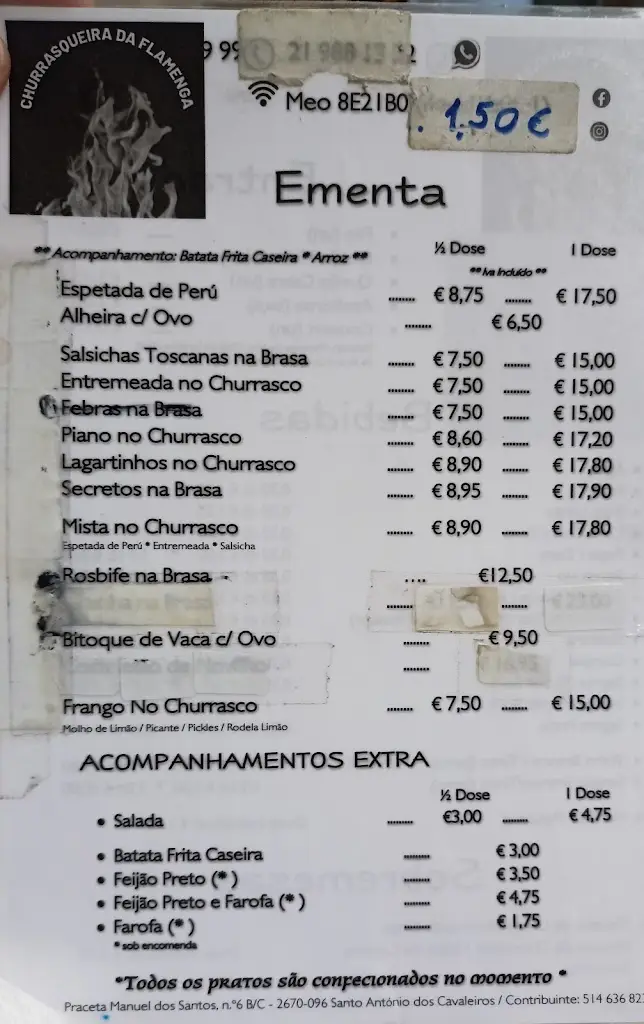 CHURRASQUEIRA DA FLAMENGA
9 99 21 988 13 2
Meo 8E21B0
1,50€
Ementa
** Acompanhamento: Batata Frita Caseira * Arroz ** ½ Dose 1 Dose
** Iva Incluído **
Espetada de Perú ........ € 8,75 ........ € 17,50
Alheira c/ Ovo ........ € 6,50
Salsichas Toscanas na Brasa ........ € 7,50 ........ € 15,00
Entremeada no Churrasco ........ € 7,50 ........ € 15,00
Febras na Brasa ........ € 7,50 ........ € 15,00
Piano no Churrasco ........ € 8,60 ........ € 17,20
Lagartinhos no Churrasco ........ € 8,90 ........ € 17,80
Secretos na Brasa ........ € 8,95 ........ € 17,90
Mista no Churrasco ........ € 8,90 ........ € 17,80
Espetada de Perú * Entremeada * Salsicha
Rosbife na Brasa .... €12,50
Bitoque de Vaca c/ Ovo ........ € 9,50
Frango No Churrasco ........ € 7,50 ........ € 15,00
Molho de Limão / Picante / Pickles / Rodela Limão
ACOMPANHAMENTOS EXTRA
½ Dose 1 Dose
• Salada ........ €3,00 ........ € 4,75
• Batata Frita Caseira ........ € 3,00
• Feijão Preto (*) ........ € 3,50
• Feijão Preto e Farofa (*) ........ € 4,75
• Farofa (*) ........ € 1,75
* sob encomenda
*Todos os pratos são confecionados no momento *
Praceta Manuel dos Santos, n.º6 B/C - 2670-096 Santo António dos Cavaleiros / Contribuinte: 514 636 82